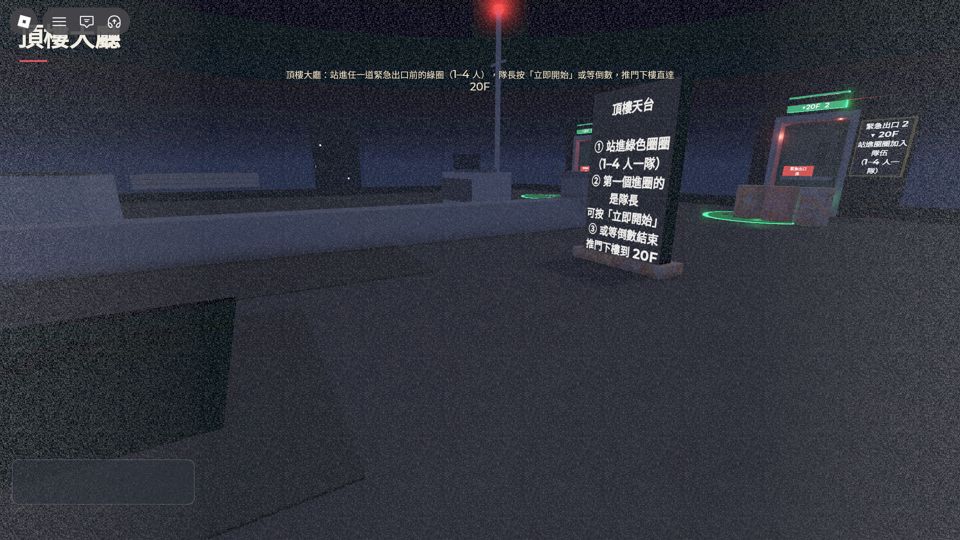 頂樓大廳
頂樓大廳：站進任一道緊急出口前的綠圈（1–4 人），隊長按「立即開始」或等倒數，推門下樓直達
20F
頂樓天台
① 站進綠色圈圈
（1–4 人一隊）
② 第一個進圈的
是隊長
可按「立即開始」
③ 或等倒數結束
推門下樓到 20F
▼20F 2
緊急出口 2
▼ 20F
站進圈圈加入
隊伍
（1–4 人一
隊）
緊急出口